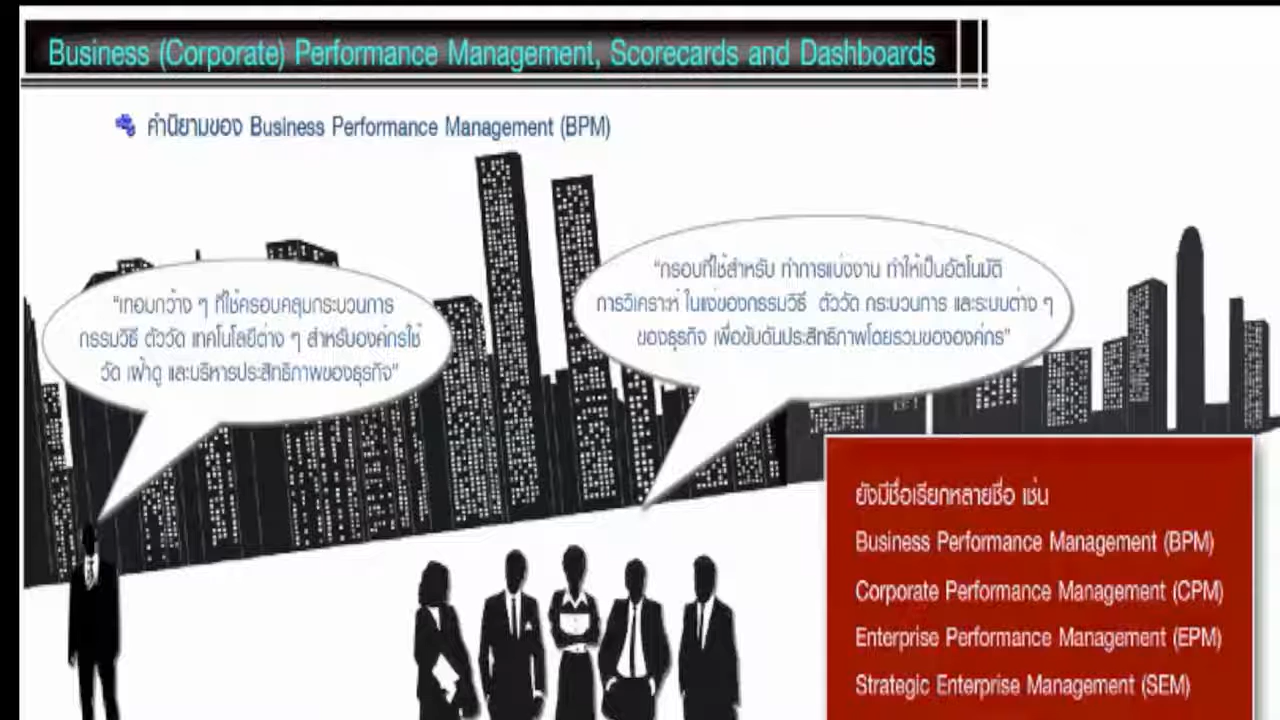 Business (Corporate) Performance Management, Scorecards and Dashboards
คำนิยามของ Business Performance Management (BPM)
"เทอบกว้าง ๆ ที่ใช้ครอบคลุมกระบวนการ
กรรมวิธี ตัววัด เทคโนโลยีต่าง ๆ สำหรับองค์กรใช้
วัด เฝ้าดู และบริหารประสิทธิภาพของธุรกิจ"
"กรอบที่ใช้สำหรับ ทำการแบ่งงาน ทำให้เป็นอัตโนมัติ
การวิเคราะห์ ในแง่ของกรรมวิธี ตัววัด กระบวนการ และระบบต่าง ๆ
ของธุรกิจ เพื่อขับดันประสิทธิภาพโดยรวมขององค์กร"
ยังมีชื่อเรียกหลายชื่อ เช่น
Business Performance Management (BPM)
Corporate Performance Management (CPM)
Enterprise Performance Management (EPM)
Strategic Enterprise Management (SEM)